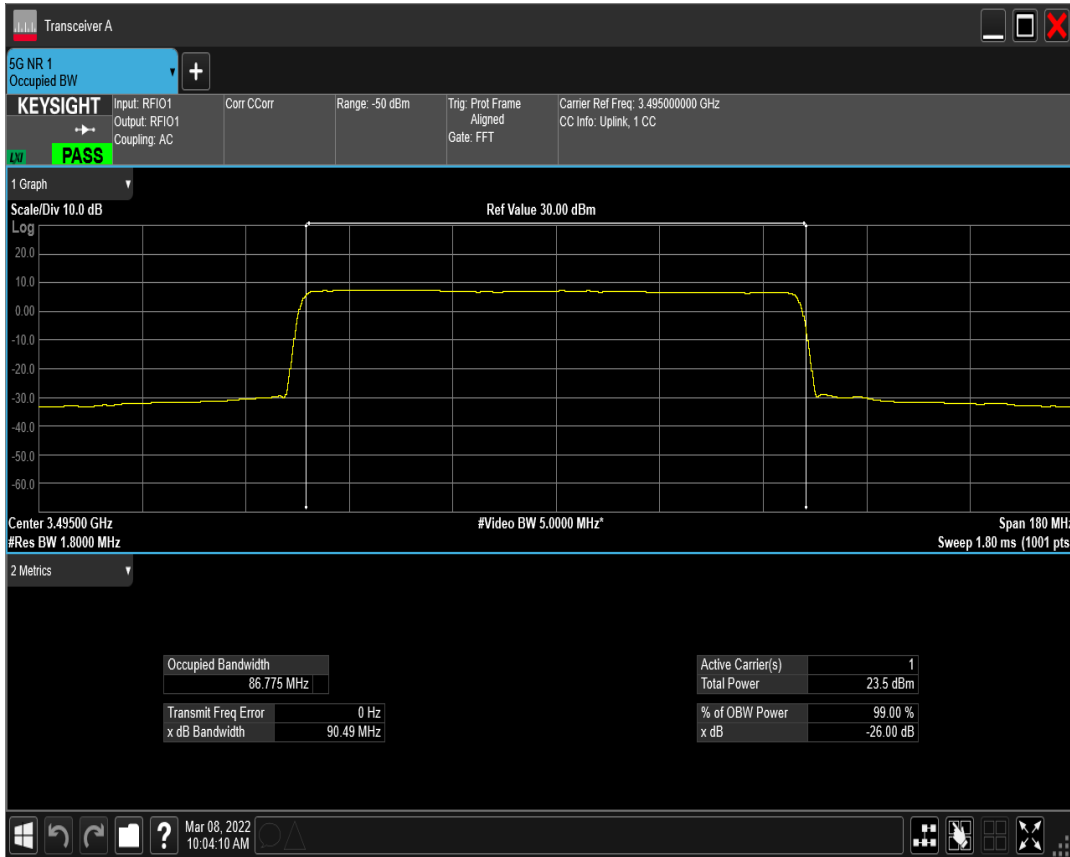 Transceiver A
5G NR 1
Occupied BW
KEYSIGHT
LXI
PASS
Input: RFIO1
Output: RFIO1
Coupling: AC
Corr CCorr
Range: -50 dBm
Trig: Prot Frame
Aligned
Gate: FFT
Carrier Ref Freq: 3.495000000 GHz
CC Info: Uplink, 1 CC
1 Graph
Scale/Div 10.0 dB
Ref Value 30.00 dBm
Log
20.0
10.0
0.00
-10.0
-20.0
-30.0
-40.0
-50.0
-60.0
Center 3.49500 GHz
#Video BW 5.0000 MHz*
Span 180 MHz
#Res BW 1.8000 MHz
Sweep 1.80 ms (1001 pts
2 Metrics
Occupied Bandwidth
86.775 MHz
Transmit Freq Error 0 Hz
x dB Bandwidth 90.49 MHz
Active Carrier(s) 1
Total Power 23.5 dBm
% of OBW Power 99.00 %
x dB -26.00 dB
?
Mar 08, 2022
10:04:10 AM